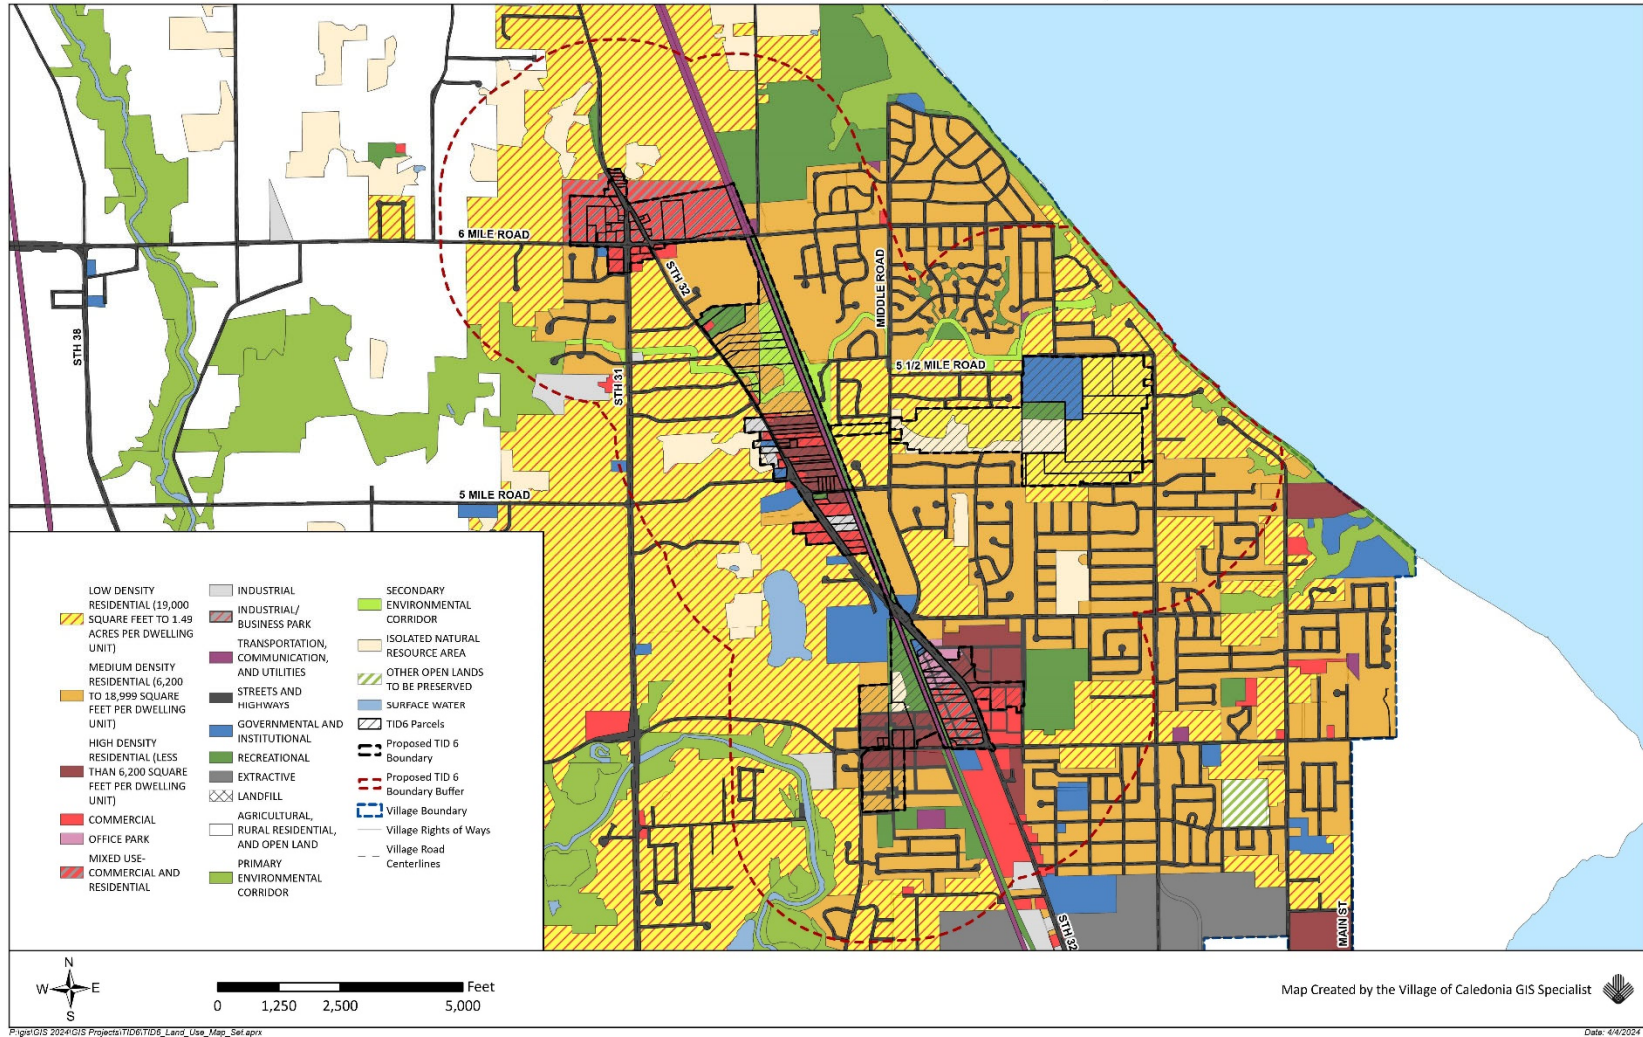 6 MILE ROAD
STH 32
MIDDLE ROAD
STH 38
STH 31
5 1/2 MILE ROAD
5 MILE ROAD
STH 32
MAIN ST
LOW DENSITY
RESIDENTIAL (19,000
SQUARE FEET TO 1.49
ACRES PER DWELLING
UNIT)
MEDIUM DENSITY
RESIDENTIAL (6,200
TO 18,999 SQUARE
FEET PER DWELLING
UNIT)
HIGH DENSITY
RESIDENTIAL (LESS
THAN 6,200 SQUARE
FEET PER DWELLING
UNIT)
COMMERCIAL
OFFICE PARK
MIXED USE-
COMMERCIAL AND
RESIDENTIAL
INDUSTRIAL
INDUSTRIAL/
BUSINESS PARK
TRANSPORTATION,
COMMUNICATION,
AND UTILITIES
STREETS AND
HIGHWAYS
GOVERNMENTAL AND
INSTITUTIONAL
RECREATIONAL
EXTRACTIVE
LANDFILL
AGRICULTURAL,
RURAL RESIDENTIAL,
AND OPEN LAND
PRIMARY
ENVIRONMENTAL
CORRIDOR
SECONDARY
ENVIRONMENTAL
CORRIDOR
ISOLATED NATURAL
RESOURCE AREA
OTHER OPEN LANDS
TO BE PRESERVED
SURFACE WATER
TID6 Parcels
Proposed TID 6
Boundary
Proposed TID 6
Boundary Buffer
Village Boundary
Village Rights of Ways
Village Road
Centerlines
N
W E
S
Feet
0 1,250 2,500 5,000
Map Created by the Village of Caledonia GIS Specialist
P:\gis\GIS 2024\GIS Projects\TID6\TID6_Land_Use_Map_Set.aprx
Date: 4/4/2024